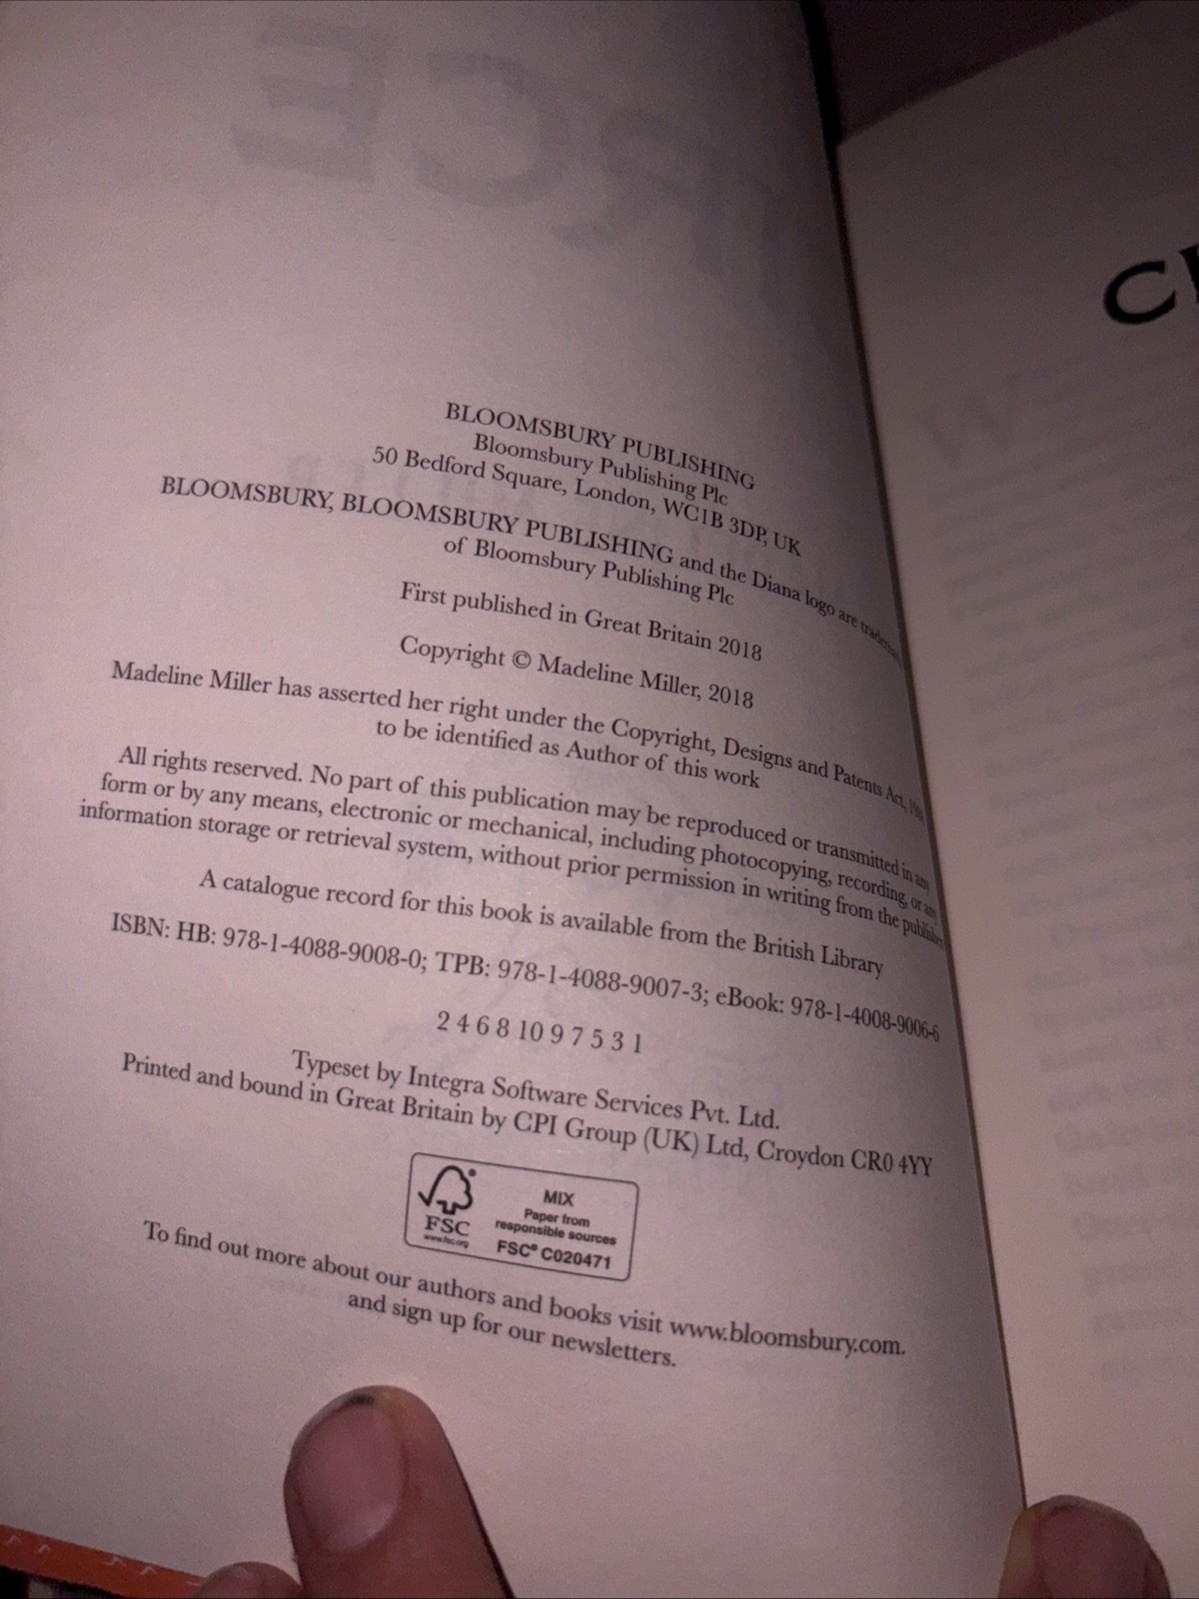 BLOOMSBURY PUBLISHING
Bloomsbury Publishing Plc
50 Bedford Square, London, WC1B 3DP, UK
BLOOMSBURY, BLOOMSBURY PUBLISHING and the Diana logo are
of Bloomsbury Publishing Plc
First published in Great Britain 2018
Copyright © Madeline Miller, 2018
Madeline Miller has asserted her right under the Copyright, Designs and Patents Act,
to be identified as Author of this work
All rights reserved. No part of this publication may be reproduced or transmitted in any
form or by any means, electronic or mechanical, including photocopying, recording, or any
information storage or retrieval system, without prior permission in writing from the
A catalogue record for this book is available from the British Library
ISBN: HB: 978-1-4088-9008-0; TPB: 978-1-4088-9007-3; eBook: 978-1-4008-9006-6
2 4 6 8 10 9 7 5 3 1
Typeset by Integra Software Services Pvt. Ltd.
Printed and bound in Great Britain by CPI Group (UK) Ltd, Croydon CR0 4YY
FSC
www.fsc.org
MIX
Paper from
responsible sources
FSC® C020471
To find out more about our authors and books visit www.bloomsbury.com.
and sign up for our newsletters.